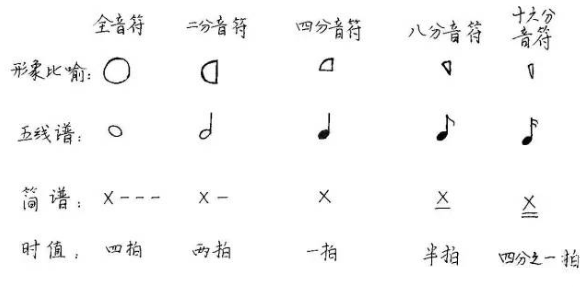 全音符 二分音符 四分音符 八分音符 十六分音符
形象比喻:
五线谱:
简谱: X--- X- X X X
时值: 四拍 两拍 一拍 半拍 四分之一拍